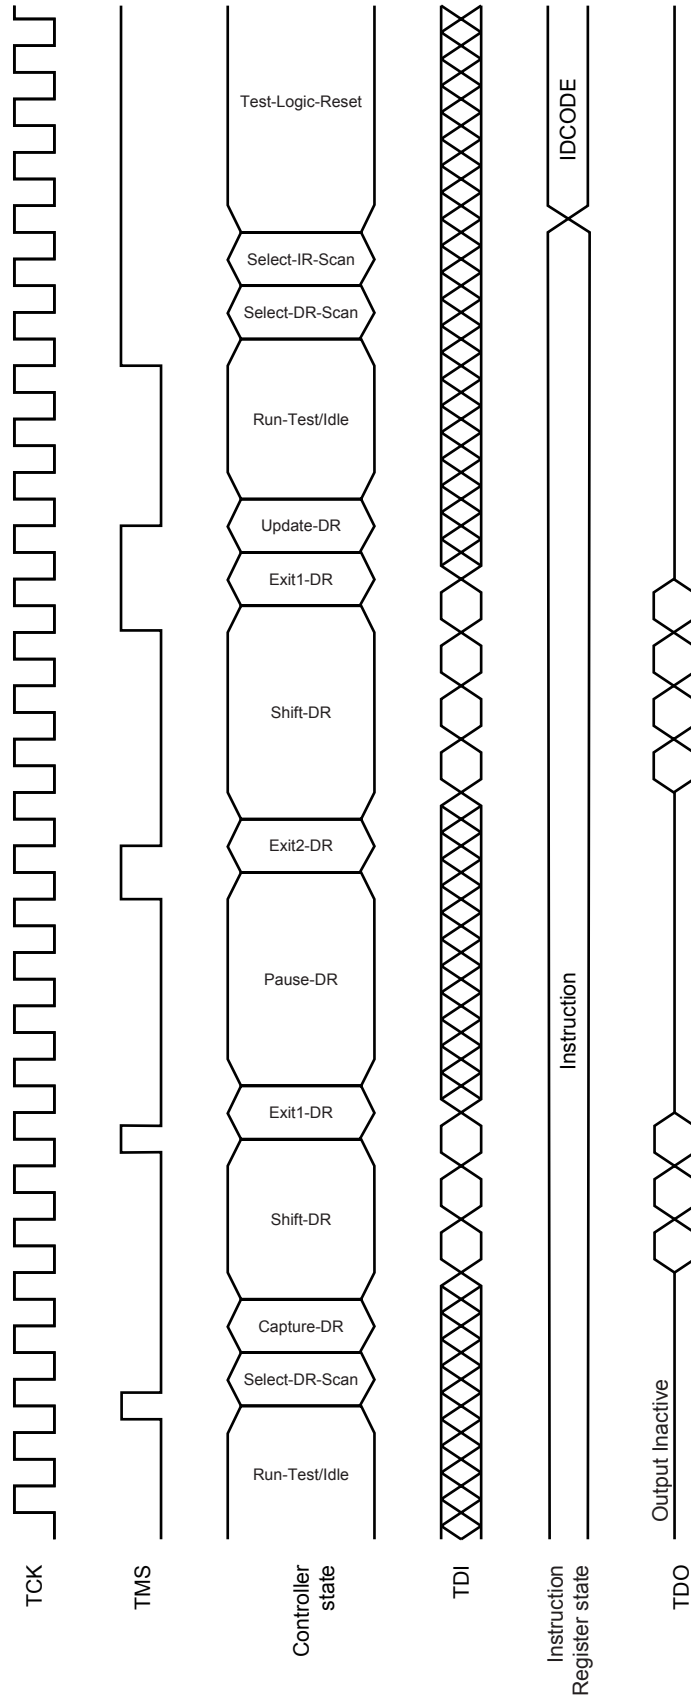 TCK
TMS
Controller
state
Run-Test/Idle
Select-DR-Scan
Capture-DR
Shift-DR
Exit1-DR
Pause-DR
Exit2-DR
Shift-DR
Exit1-DR
Update-DR
Run-Test/Idle
Select-DR-Scan
Select-IR-Scan
Test-Logic-Reset
TDI
Instruction
Register state
Instruction
IDCODE
TDO
Output Inactive